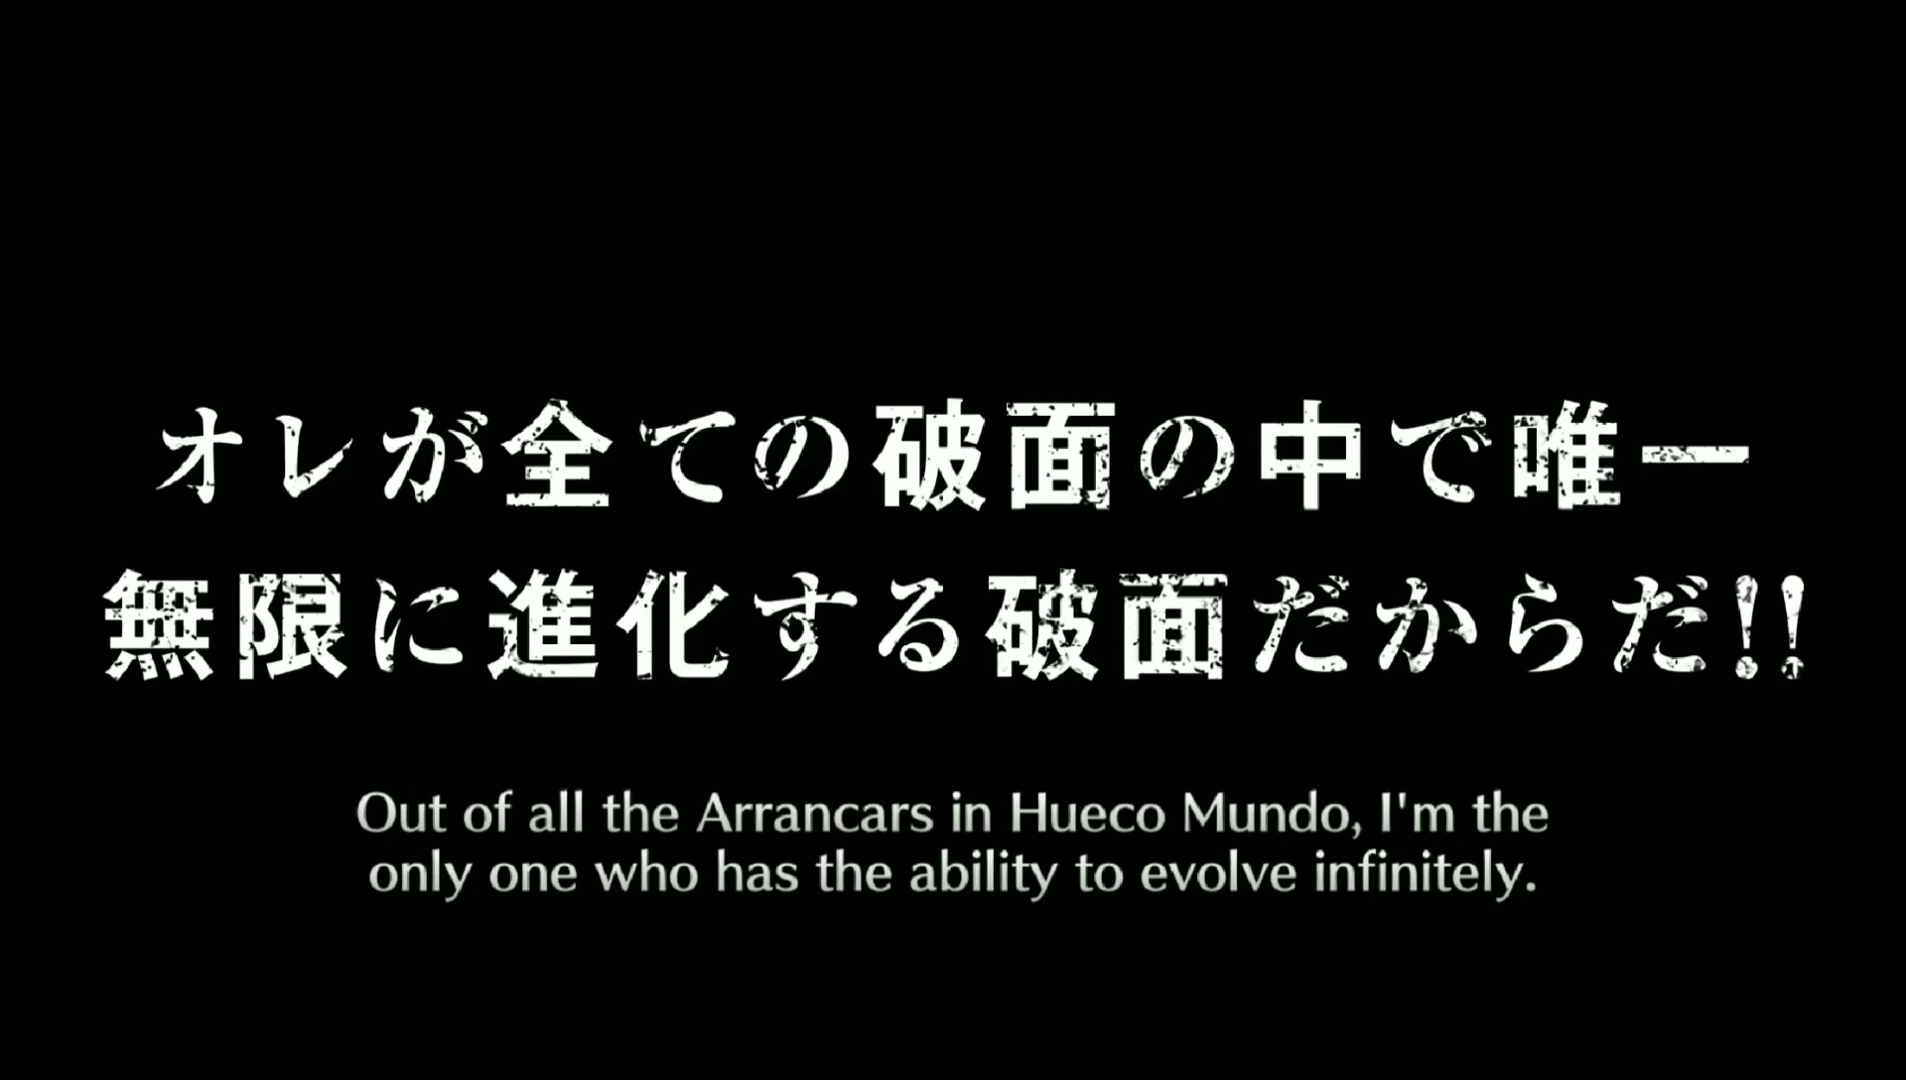 オレが全ての破面の中で唯一
無限に進化する破面だからだ!!
Out of all the Arrancars in Hueco Mundo, I'm the
only one who has the ability to evolve infinitely.